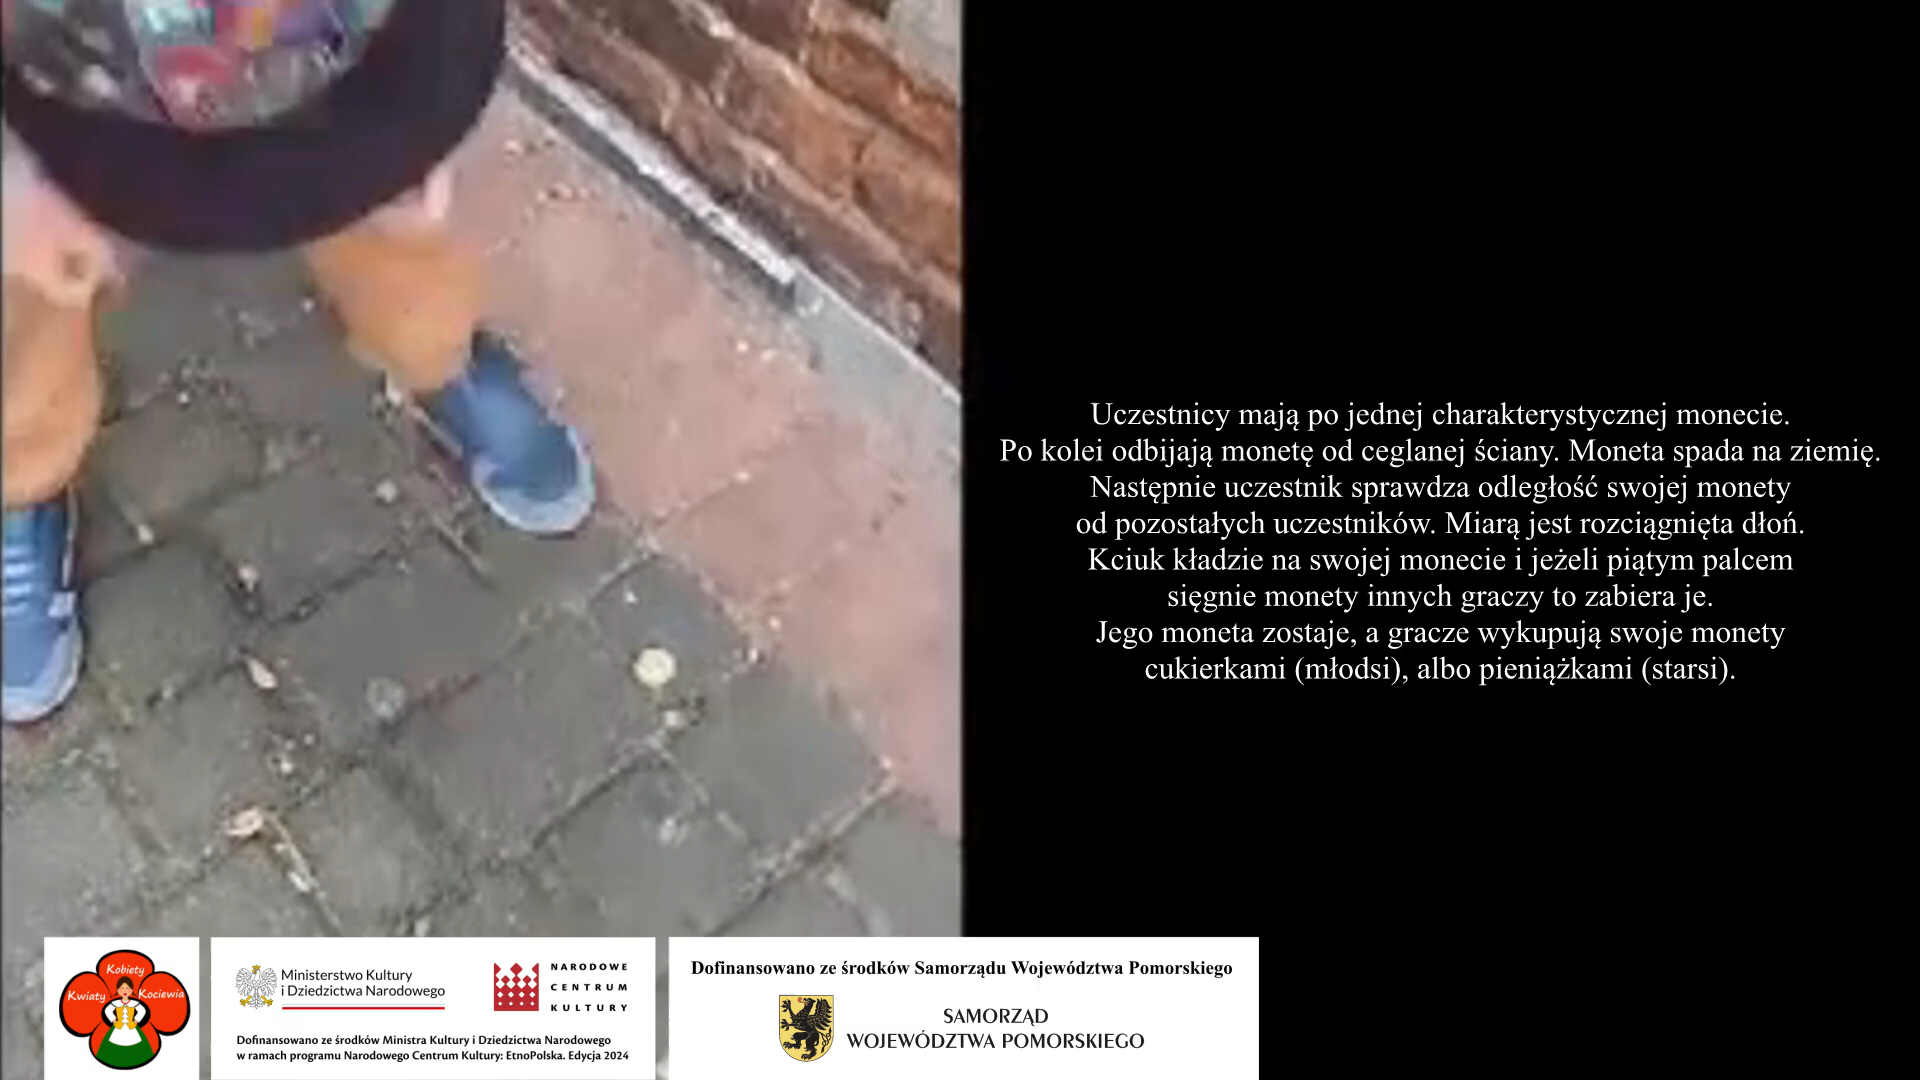 Uczestnicy mają po jednej charakterystycznej monecie.
Po kolei odbijają monetę od ceglanej ściany. Moneta spada na ziemię.
Następnie uczestnik sprawdza odległość swojej monety
od pozostałych uczestników. Miarą jest rozciągnięta dłoń.
Kciuk kładzie na swojej monecie i jeżeli piątym palcem
sięgnie monety innych graczy to zabiera je.
Jego moneta zostaje, a gracze wykupują swoje monety
cukierkami (młodsi), albo pieniążkami (starsi).
Kobiety
Kwiaty
Kociewia
Ministerstwo Kultury
i Dziedzictwa Narodowego
NARODOWE
CENTRUM
KULTURY
Dofinansowano ze środków Ministra Kultury i Dziedzictwa Narodowego
w ramach programu Narodowego Centrum Kultury: EtnoPolska. Edycja 2024
Dofinansowano ze środków Samorządu Województwa Pomorskiego
SAMORZĄD
WOJEWÓDZTWA POMORSKIEGO